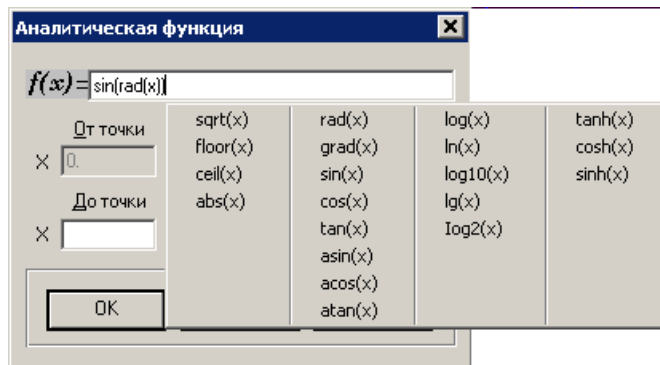 Аналитическая функция
f(x)=sin(rad(x))
От точки
X 0.
До точки
X
OK
sqrt(x)
floor(x)
ceil(x)
abs(x)
rad(x)
grad(x)
sin(x)
cos(x)
tan(x)
asin(x)
acos(x)
atan(x)
log(x)
ln(x)
log10(x)
lg(x)
Iog2(x)
tanh(x)
cosh(x)
sinh(x)